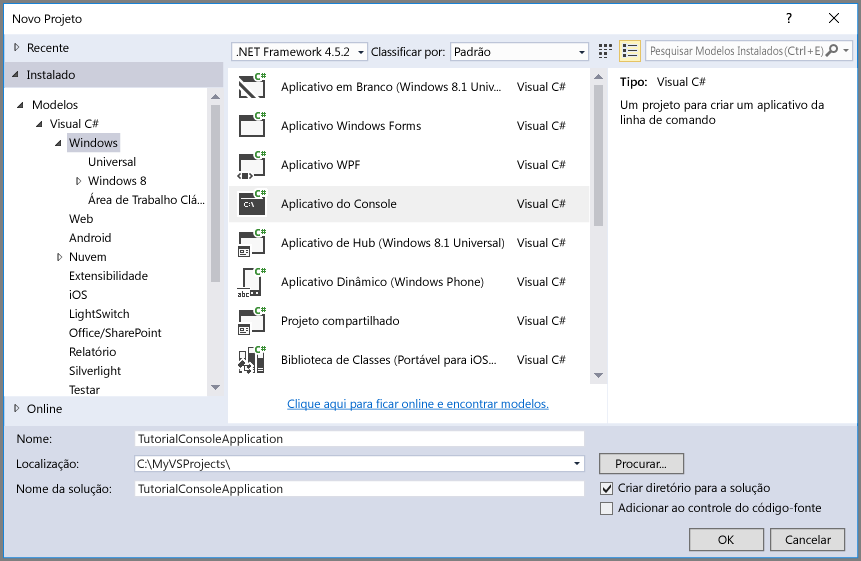 Novo Projeto
?
Recente
Instalado
Modelos
Visual C#
Windows
Universal
Windows 8
Área de Trabalho Clá...
Web
Android
Nuvem
Extensibilidade
iOS
LightSwitch
Office/SharePoint
Relatório
Silverlight
Testar
Online
.NET Framework 4.5.2 Classificar por: Padrão
Pesquisar Modelos Instalados (Ctrl+E)
C# Aplicativo em Branco (Windows 8.1 Univ... Visual C#
C# Aplicativo Windows Forms Visual C#
C# Aplicativo WPF Visual C#
C# C:\ Aplicativo do Console Visual C#
C# Aplicativo de Hub (Windows 8.1 Universal) Visual C#
C# abc Aplicativo Dinâmico (Windows Phone) Visual C#
C# Projeto compartilhado Visual C#
C# Biblioteca de Classes (Portável para iOS... Visual C#
Clique aqui para ficar online e encontrar modelos.
Tipo: Visual C#
Um projeto para criar um aplicativo da
linha de comando
Nome: TutorialConsoleApplication
Localização: C:\MyVSProjects\
Procurar...
Nome da solução: TutorialConsoleApplication
Criar diretório para a solução
Adicionar ao controle do código-fonte
OK Cancelar